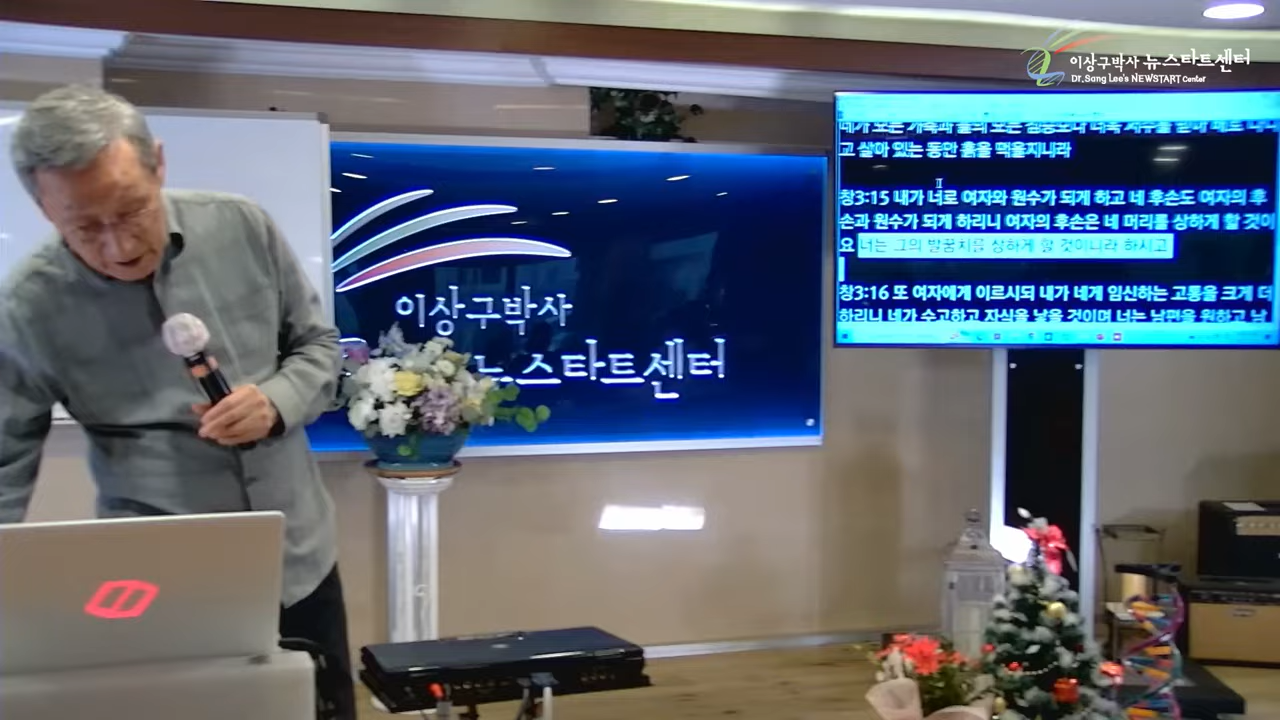 이상구박사 뉴스타트센터
Dr. Sang Lee's NEWSTART Center
고 살아 있는 동안 흙을 먹을지니라
창3:15 내가 너로 여자와 원수가 되게 하고 네 후손도 여자의 후
손과 원수가 되게 하리니 여자의 후손은 네 머리를 상하게 할 것이
요 너는 그의 발꿈치를 상하게 할 것이니라 하시고
창3:16 또 여자에게 이르시되 내가 네게 임신하는 고통을 크게 더
하리니 네가 수고하고 자식을 낳을 것이며 너는 남편을 원하고 남
이상구박사
뉴스타트센터